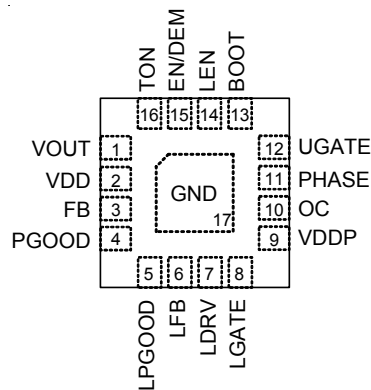 TON
EN/DEM
LEN
BOOT
16 15 14 13
VOUT 1
VDD 2
FB 3
PGOOD 4
12 UGATE
11 PHASE
10 OC
9 VDDP
GND
17
5 6 7 8
LPGOOD
LFB
LDRV
LGATE